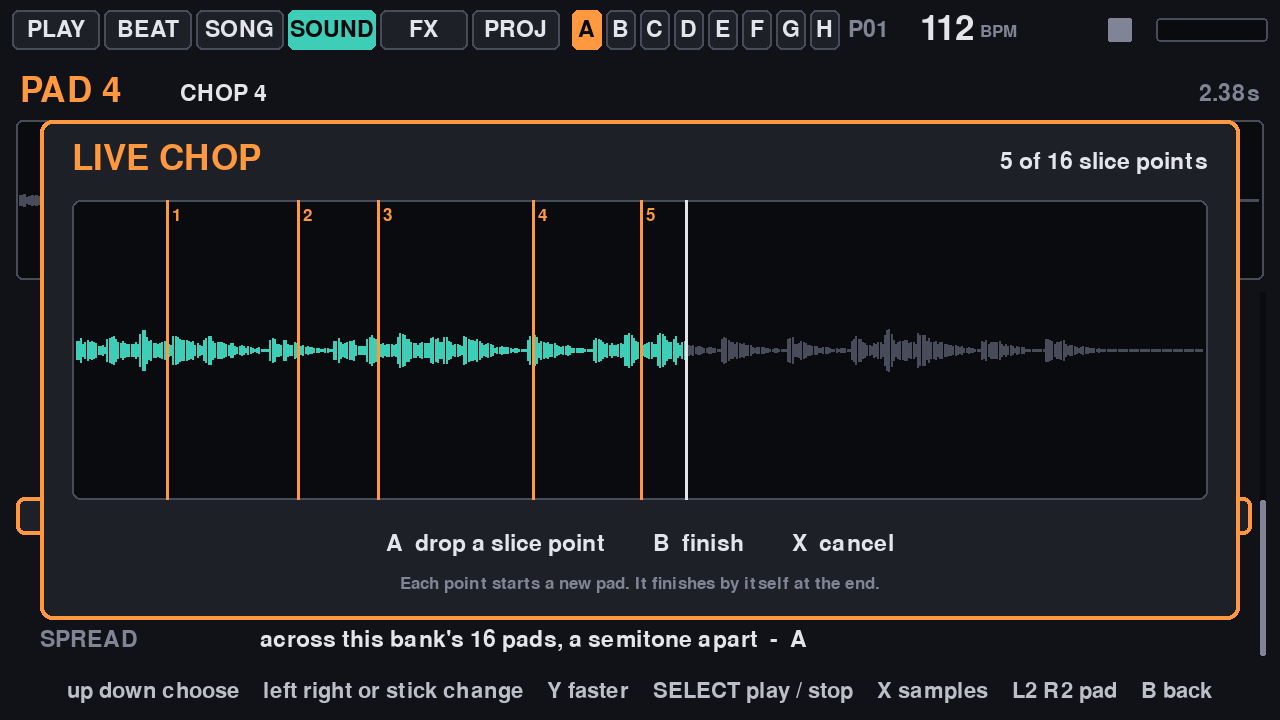 PLAY BEAT SONG SOUND FX PROJ A B C D E F G H P01 112 BPM
PAD 4 CHOP 4 2.38s
LIVE CHOP 5 of 16 slice points
1 2 3 4 5
A drop a slice point B finish X cancel
Each point starts a new pad. It finishes by itself at the end.
SPREAD across this bank's 16 pads, a semitone apart - A
up down choose left right or stick change Y faster SELECT play / stop X samples L2 R2 pad B back